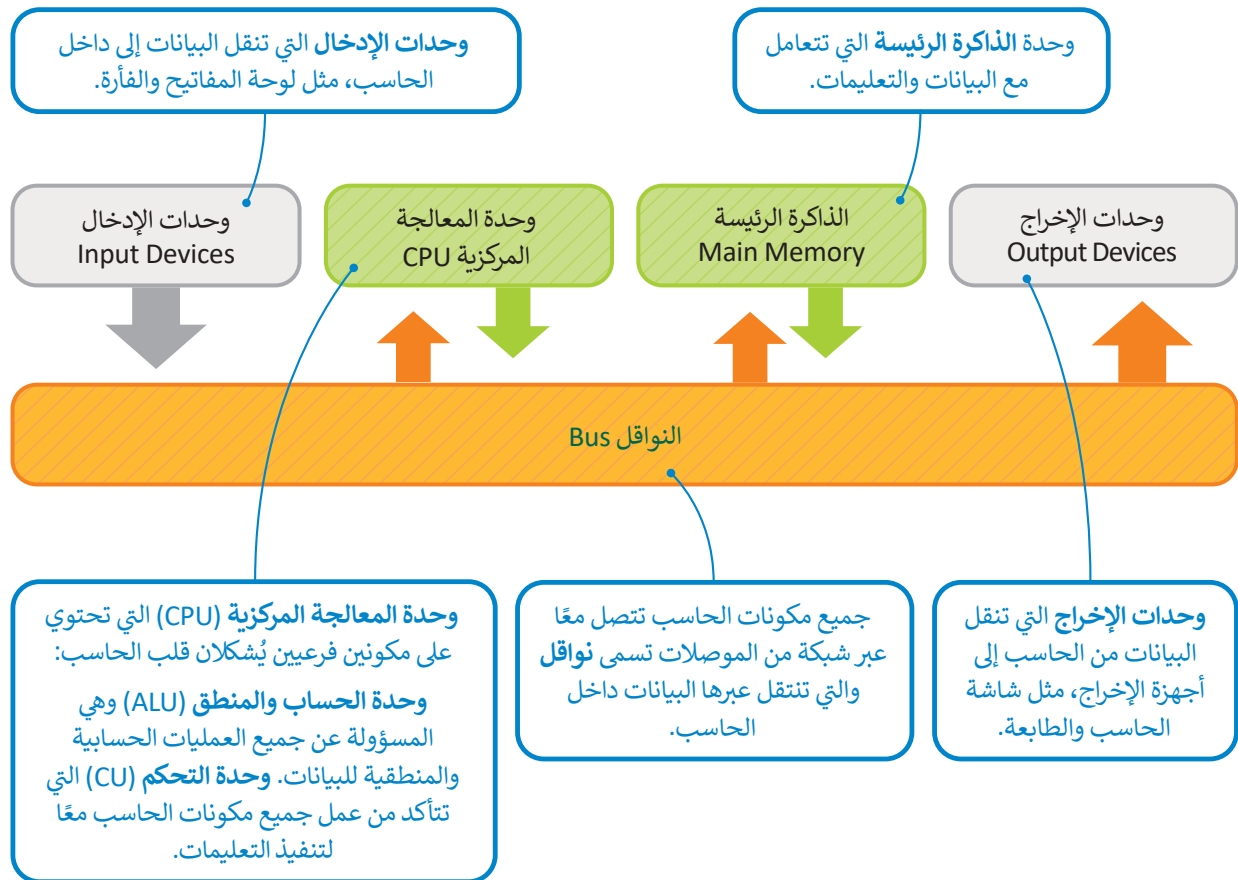 وحدة الذاكرة الرئيسة التي تتعامل
مع البيانات والتعليمات.
وحدات الإدخال التي تنقل البيانات إلى داخل
الحاسب، مثل لوحة المفاتيح والفأرة.
وحدات الإخراج
Output Devices
الذاكرة الرئيسة
Main Memory
وحدة المعالجة
المركزية CPU
وحدات الإدخال
Input Devices
النواقل Bus
وحدات الإخراج التي تنقل
البيانات من الحاسب إلى
أجهزة الإخراج، مثل شاشة
الحاسب والطابعة.
جميع مكونات الحاسب تتصل معًا
عبر شبكة من الموصلات تسمى نواقل
والتي تنتقل عبرها البيانات داخل
الحاسب.
وحدة المعالجة المركزية (CPU) التي تحتوي
على مكونين فرعيين يُشكلان قلب الحاسب:
وحدة الحساب والمنطق (ALU) وهي
المسؤولة عن جميع العمليات الحسابية
والمنطقية للبيانات. وحدة التحكم (CU) التي
تتأكد من عمل جميع مكونات الحاسب معًا
لتنفيذ التعليمات.